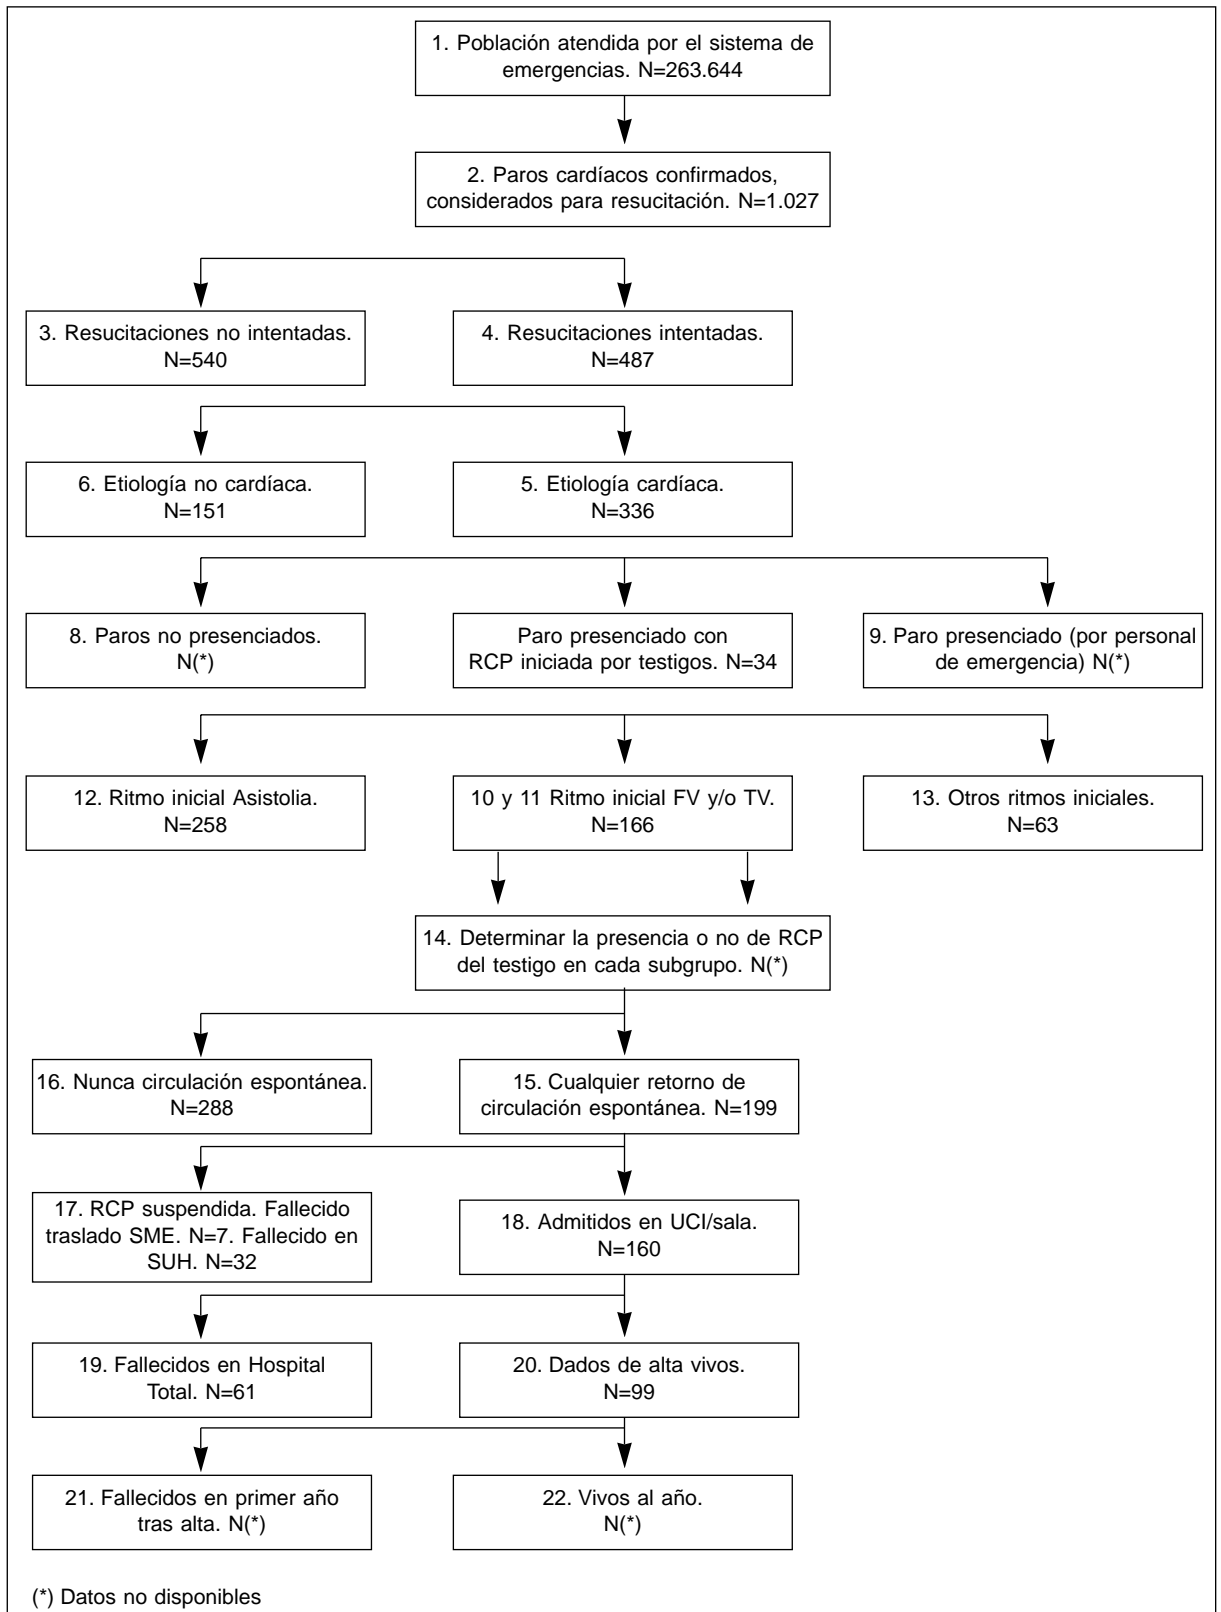 1. Población atendida por el sistema de
emergencias. N=263.644
2. Paros cardíacos confirmados,
considerados para resucitación. N=1.027
3. Resucitaciones no intentadas.
N=540
4. Resucitaciones intentadas.
N=487
6. Etiología no cardíaca.
N=151
5. Etiología cardíaca.
N=336
8. Paros no presenciados.
N(*)
Paro presenciado con
RCP iniciada por testigos. N=34
9. Paro presenciado (por personal
de emergencia) N(*)
12. Ritmo inicial Asistolia.
N=258
10 y 11 Ritmo inicial FV y/o TV.
N=166
13. Otros ritmos iniciales.
N=63
14. Determinar la presencia o no de RCP
del testigo en cada subgrupo. N(*)
16. Nunca circulación espontánea.
N=288
15. Cualquier retorno de
circulación espontánea. N=199
17. RCP suspendida. Fallecido
traslado SME. N=7. Fallecido en
SUH. N=32
18. Admitidos en UCI/sala.
N=160
19. Fallecidos en Hospital
Total. N=61
20. Dados de alta vivos.
N=99
21. Fallecidos en primer año
tras alta. N(*)
22. Vivos al año.
N(*)
(*) Datos no disponibles